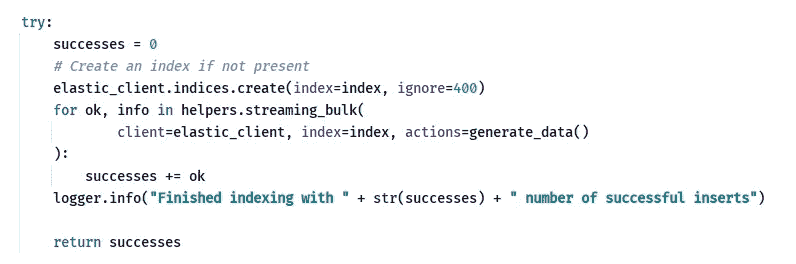 try:
    successes = 0
    # Create an index if not present
    elastic_client.indices.create(index=index, ignore=400)
    for ok, info in helpers.streaming_bulk(
            client=elastic_client, index=index, actions=generate_data()
    ):
        successes += ok
    logger.info("Finished indexing with " + str(successes) + " number of successful inserts")
    return successes